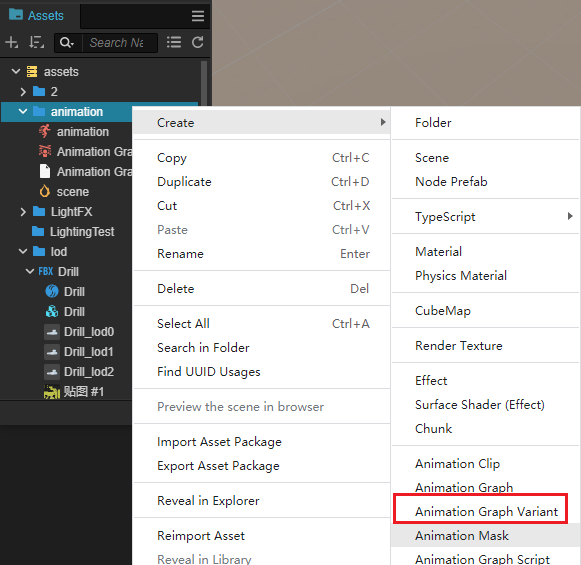 Assets
Search Na
assets
2
animation
animation
Animation Gra
Animation Gra
scene
LightFX
LightingTest
lod
FBX Drill
Drill
Drill
Drill_lod0
Drill_lod1
Drill_lod2
贴图 #1
Create
Copy Ctrl+C
Duplicate Ctrl+D
Cut Ctrl+X
Paste Ctrl+V
Rename Enter
Delete Del
Select All Ctrl+A
Search in Folder
Find UUID Usages
Preview the scene in browser
Import Asset Package
Export Asset Package
Reveal in Explorer
Reimport Asset
Reveal in Library
Folder
Scene
Node Prefab
TypeScript
Material
Physics Material
CubeMap
Render Texture
Effect
Surface Shader (Effect)
Chunk
Animation Clip
Animation Graph
Animation Graph Variant
Animation Mask
Animation Graph Script